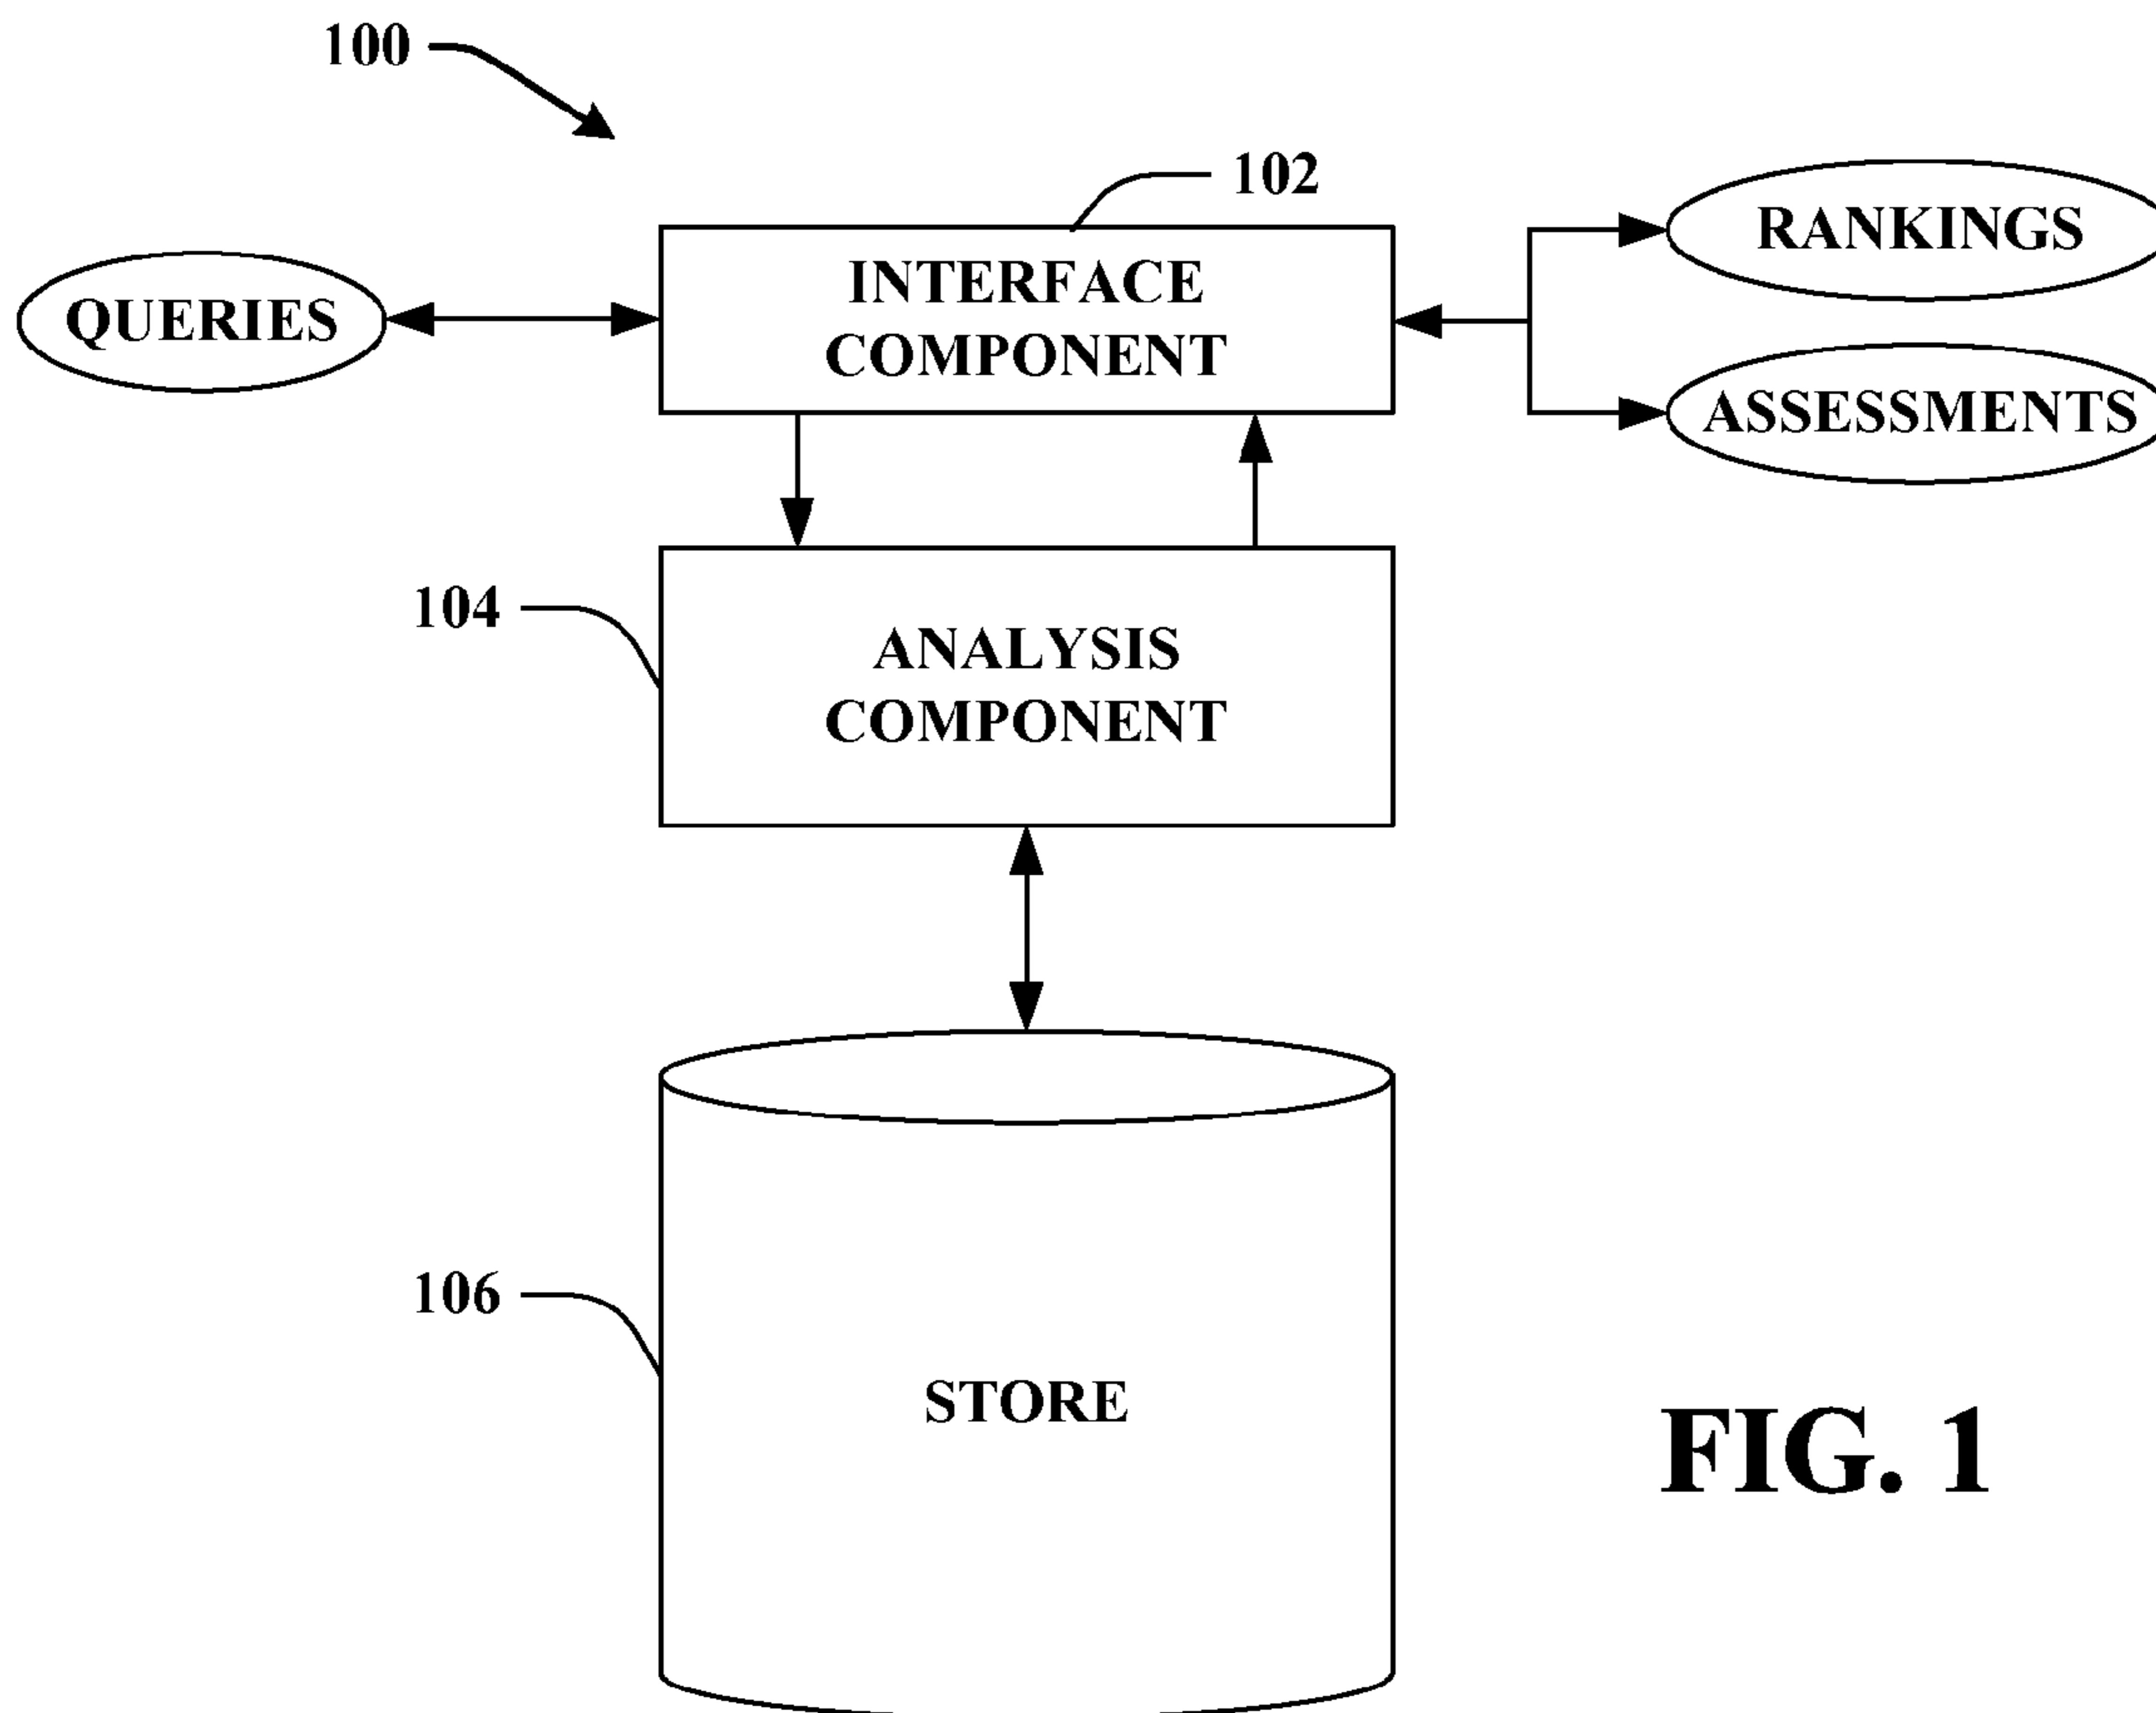 100
102
RANKINGS
INTERFACE
COMPONENT
QUERIES
ASSESSMENTS
104
ANALYSIS
COMPONENT
106
STORE
FIG. 1